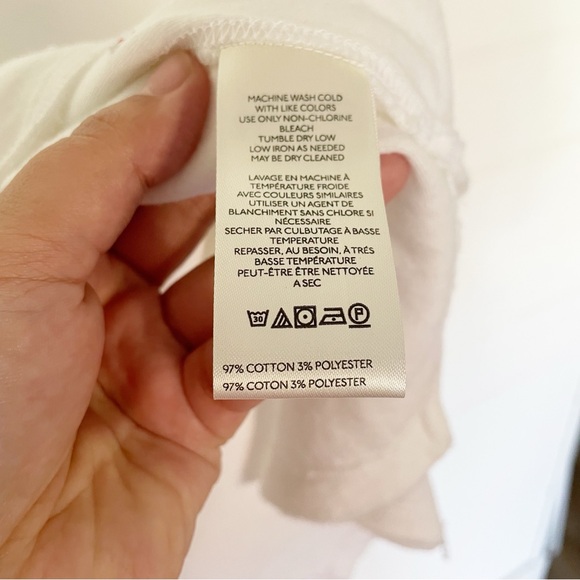 MACHINE WASH COLD
WITH LIKE COLORS
USE ONLY NON-CHLORINE
BLEACH
TUMBLE DRY LOW
LOW IRON AS NEEDED
MAY BE DRY CLEANED
LAVAGE EN MACHINE À
TEMPÉRATURE FROIDE
AVEC COULEURS SIMILAIRES
UTILISER UN AGENT DE
BLANCHIMENT SANS CHLORE SI
NÉCESSAIRE
SECHER PAR CULBUTAGE À BASSE
TEMPERATURE
REPASSER, AU BESOIN, À TRÉS
BASSE TEMPÉRATURE
PEUT-ÊTRE ÊTRE NETTOYÉE
A SEC
30 P
97% COTTON 3% POLYESTER
97% COTON 3% POLYESTER